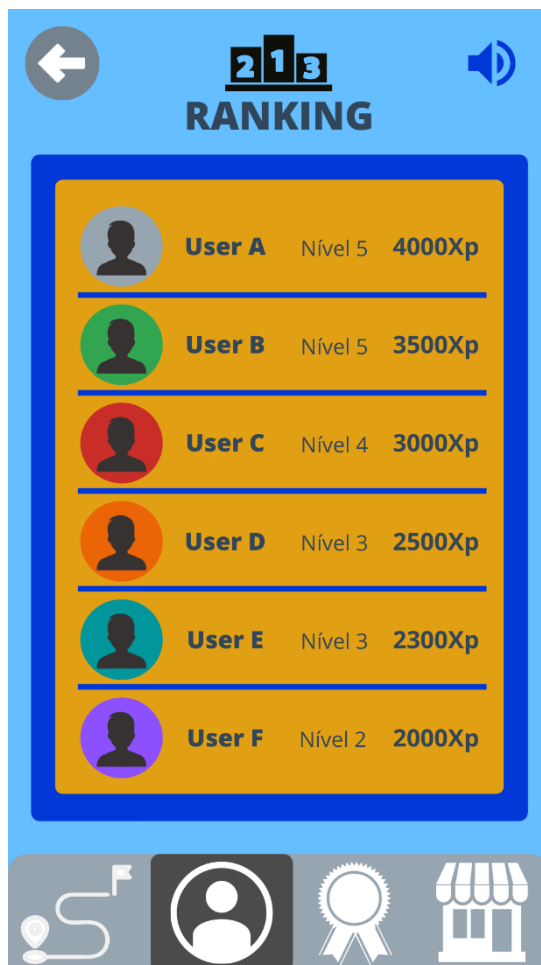 2 1 3
RANKING
User A Nível 5 4000Xp
User B Nível 5 3500Xp
User C Nível 4 3000Xp
User D Nível 3 2500Xp
User E Nível 3 2300Xp
User F Nível 2 2000Xp